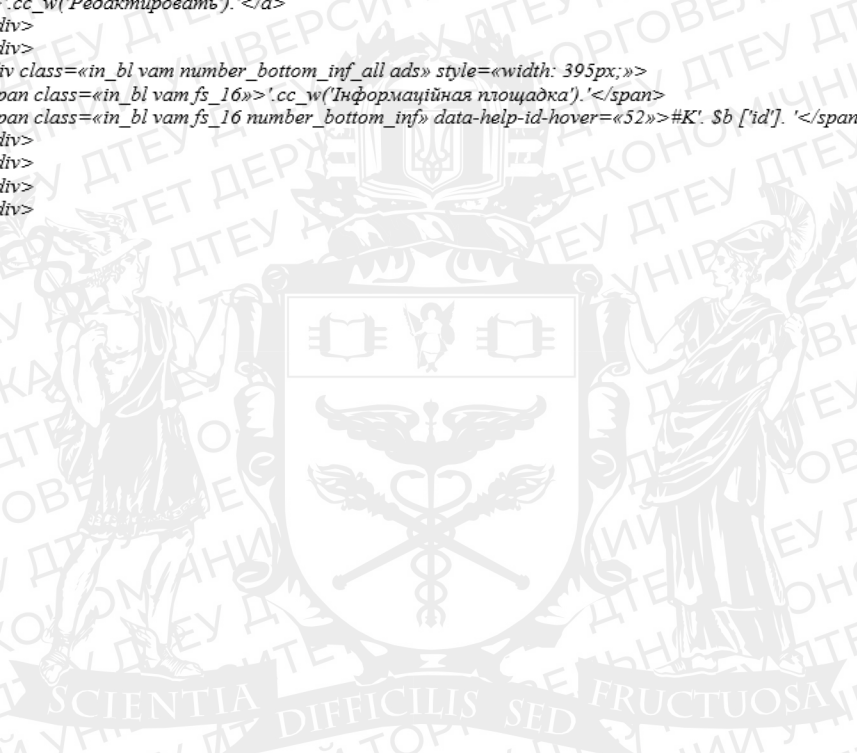 '.cc_w('Редактировать').'</a>
div>
div>
iv class=«in_bl vam number_bottom_inf_all ads» style=«width: 395px;»>
pan class=«in_bl vam fs_16»>'.cc_w('Інформаційная площадка').'</span>
pan class=«in_bl vam fs_16 number_bottom_inf» data-help-id-hover=«52»>#K'. $b ['id']. '</span
div>
div>
div>
div>
SCIENTIA DIFFICILIS SED FRUCTUOSA